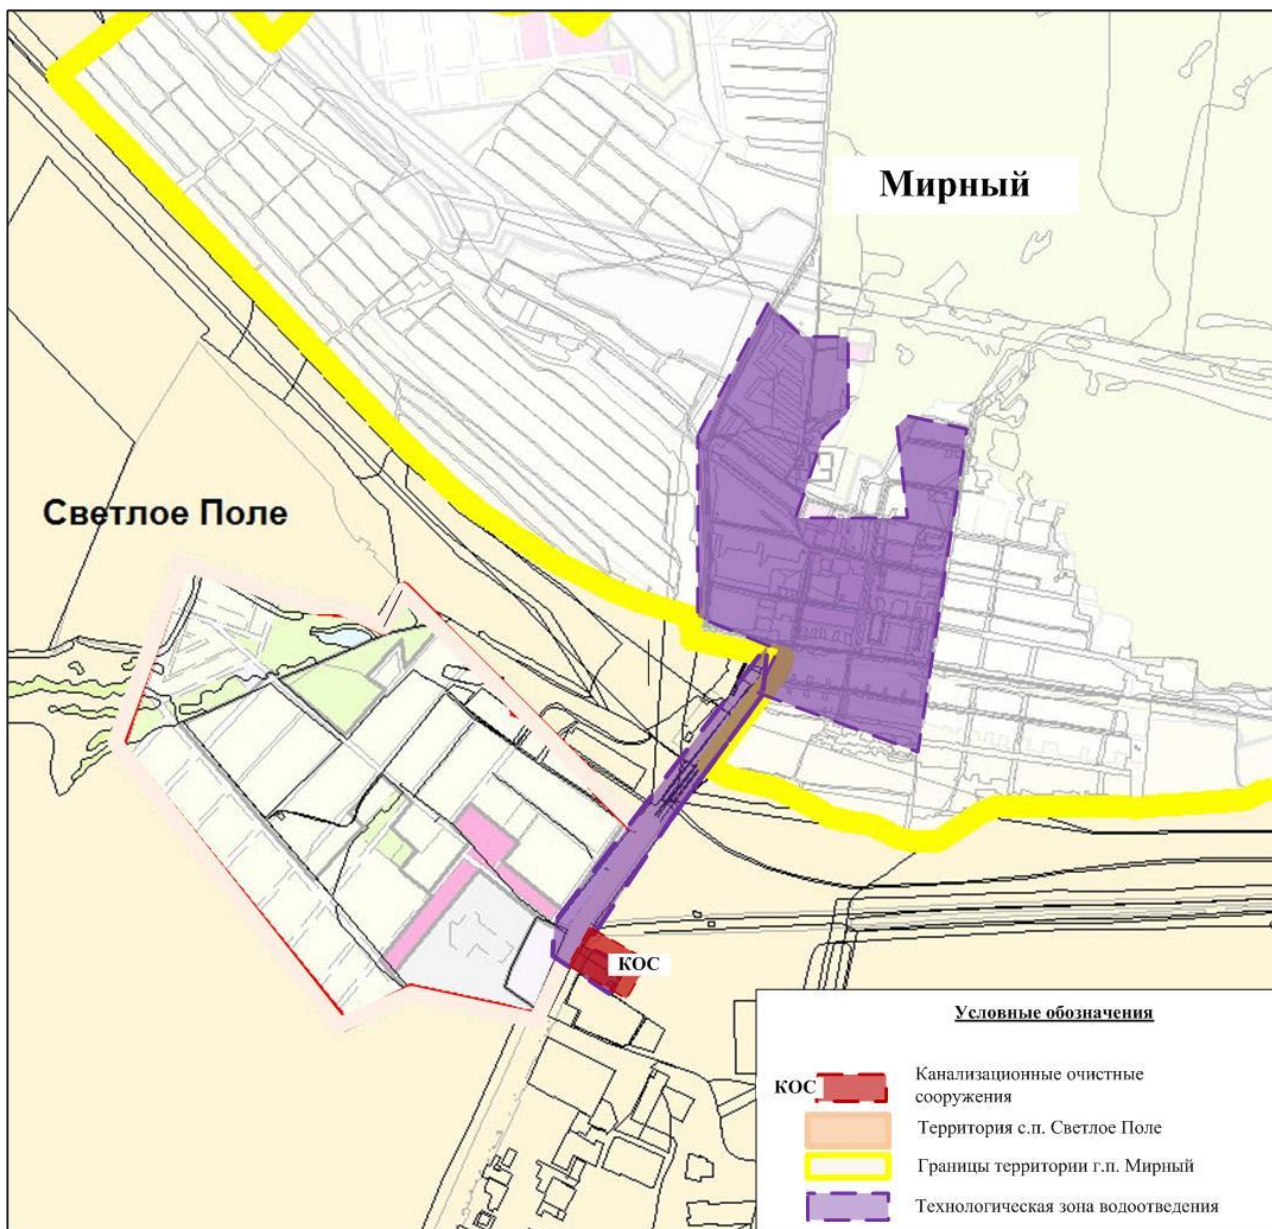 Мирный
Светлое Поле
КОС
Условные обозначения
КОС
Канализационные очистные
сооружения
Территория с.п. Светлое Поле
Границы территории г.п. Мирный
Технологическая зона водоотведения